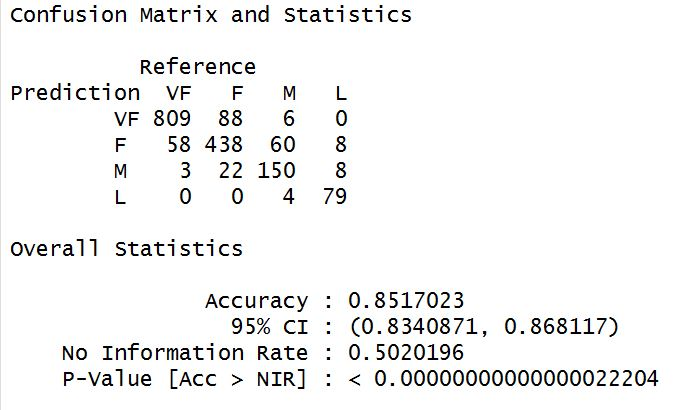 Confusion Matrix and Statistics
Reference
Prediction VF F M L
VF 809 88 6 0
F 58 438 60 8
M 3 22 150 8
L 0 0 4 79
Overall Statistics
Accuracy : 0.8517023
95% CI : (0.8340871, 0.868117)
No Information Rate : 0.5020196
P-Value [Acc > NIR] : < 0.00000000000000022204